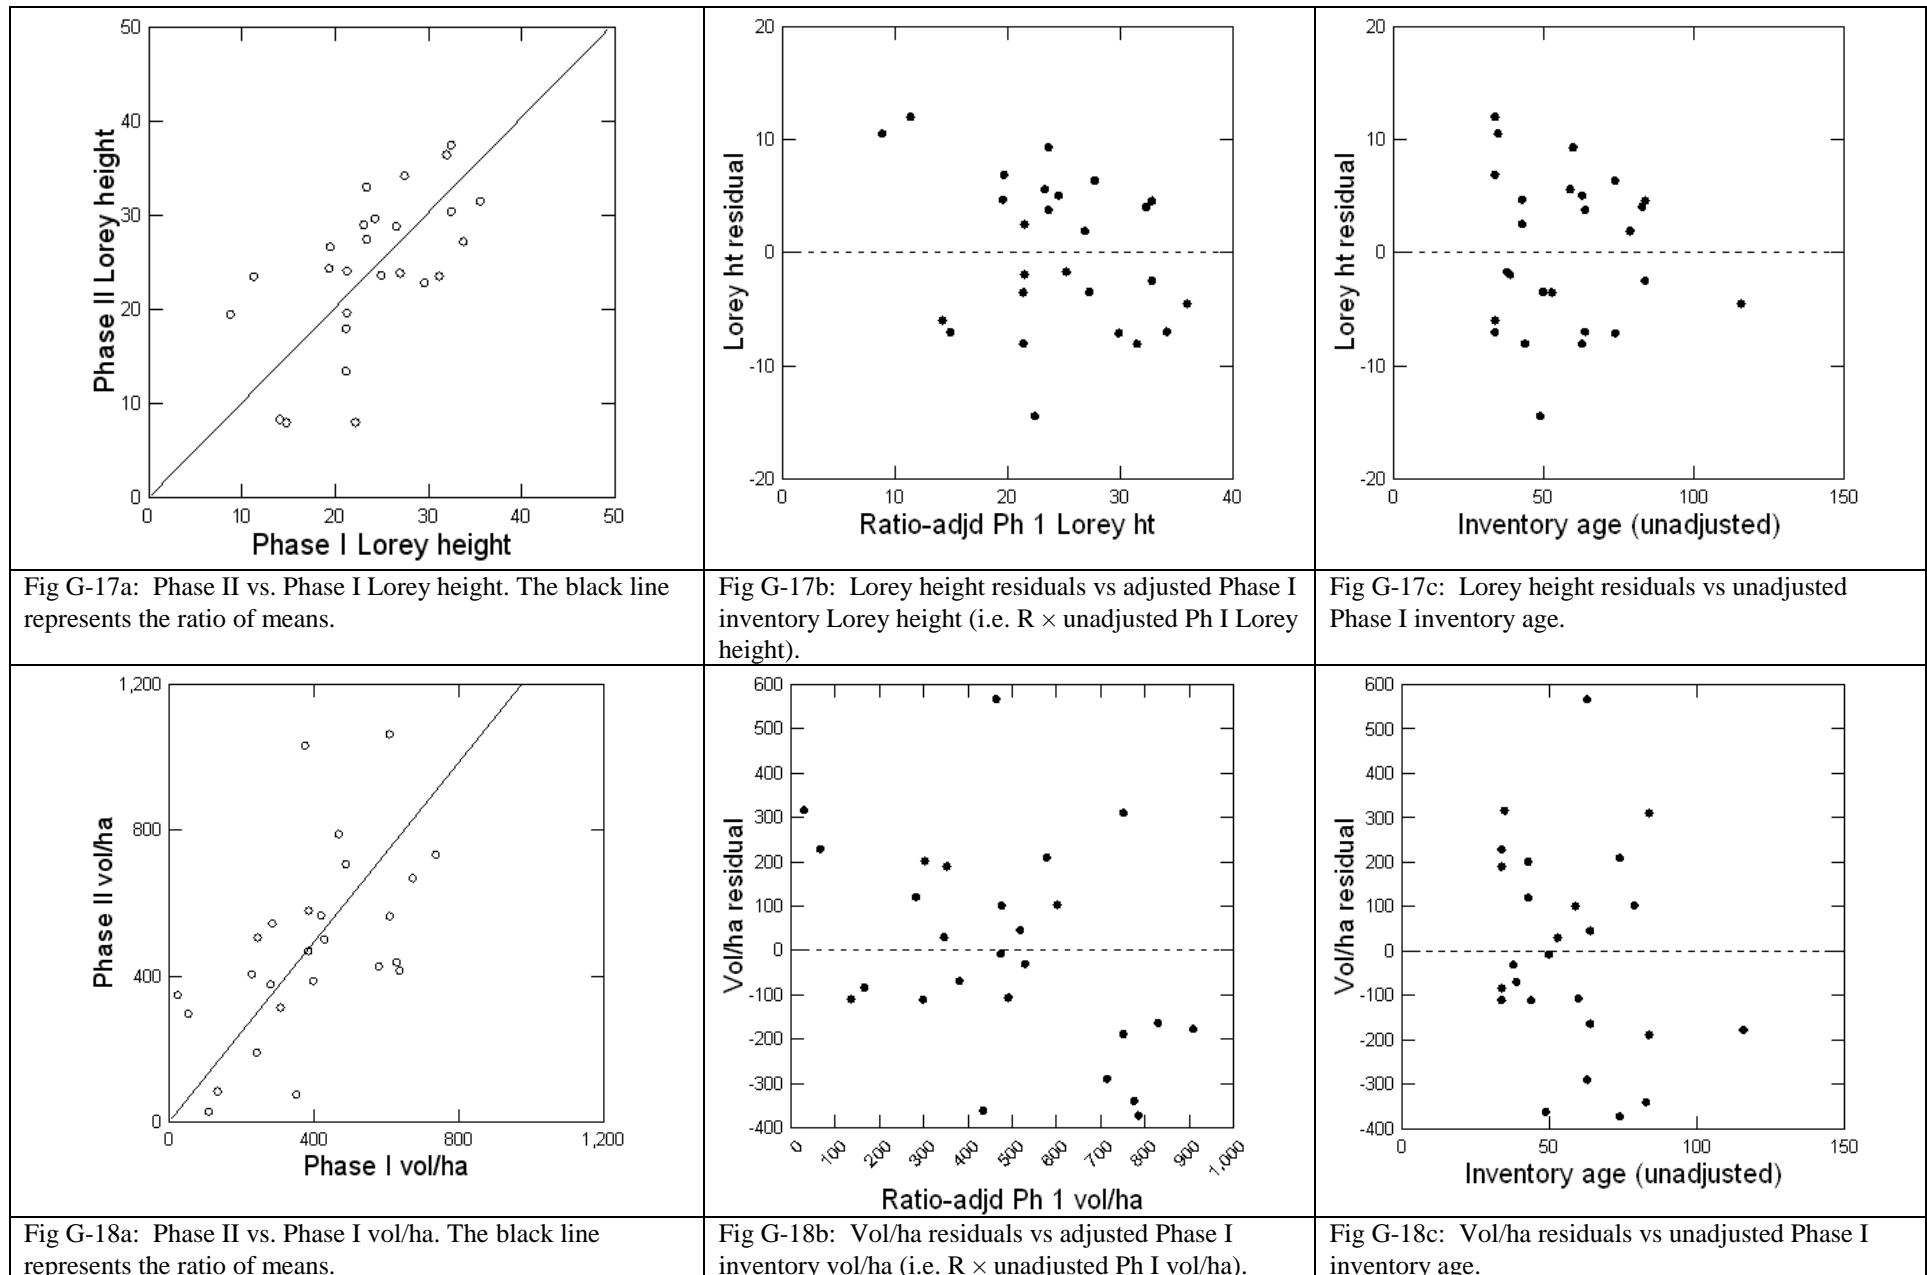 50
40
30
20
10
0
Phase II Lorey height
0 10 20 30 40 50
Phase I Lorey height
20
10
0
-10
-20
Lorey ht residual
0 10 20 30 40
Ratio-adjd Ph 1 Lorey ht
20
10
0
-10
-20
Lorey ht residual
0 50 100 150
Inventory age (unadjusted)
Fig G-17a: Phase II vs. Phase I Lorey height. The black line
represents the ratio of means.
Fig G-17b: Lorey height residuals vs adjusted Phase I
inventory Lorey height (i.e. R × unadjusted Ph I Lorey
height).
Fig G-17c: Lorey height residuals vs unadjusted
Phase I inventory age.
1,200
800
400
0
Phase II vol/ha
0 400 800 1,200
Phase I vol/ha
600
500
400
300
200
100
0
-100
-200
-300
-400
Vol/ha residual
0 100 200 300 400 500 600 700 800 900 1,000
Ratio-adjd Ph 1 vol/ha
600
500
400
300
200
100
0
-100
-200
-300
-400
Vol/ha residual
0 50 100 150
Inventory age (unadjusted)
Fig G-18a: Phase II vs. Phase I vol/ha. The black line
represents the ratio of means.
Fig G-18b: Vol/ha residuals vs adjusted Phase I
inventory vol/ha (i.e. R × unadjusted Ph I vol/ha).
Fig G-18c: Vol/ha residuals vs unadjusted Phase I
inventory age.